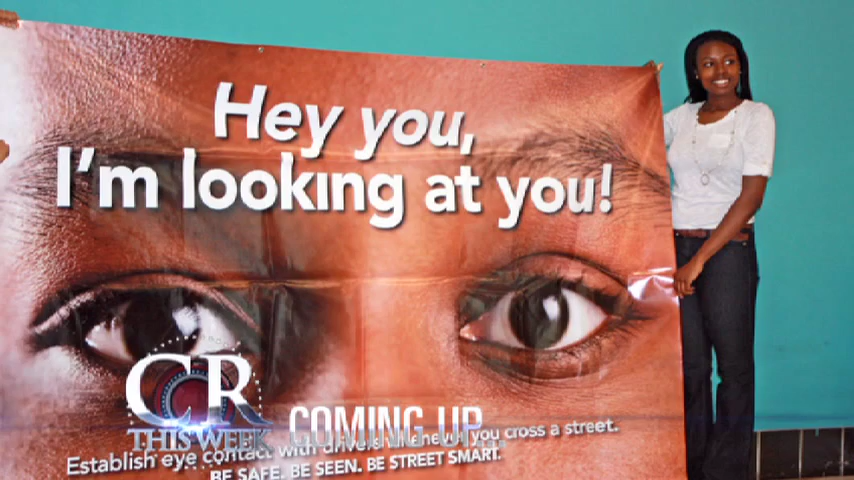 Hey you,
I'm looking at you!
CR
THIS WEEK
COMING UP...
Establish eye contact with drivers whenever you cross a street.
BE SAFE. BE SEEN. BE STREET SMART.